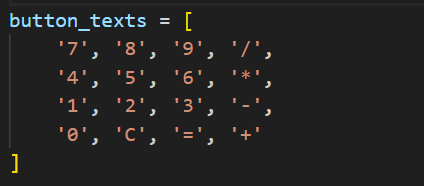 button_texts = [
    '7', '8', '9', '/',
    '4', '5', '6', '*',
    '1', '2', '3', '-',
    '0', 'C', '=', '+'
]